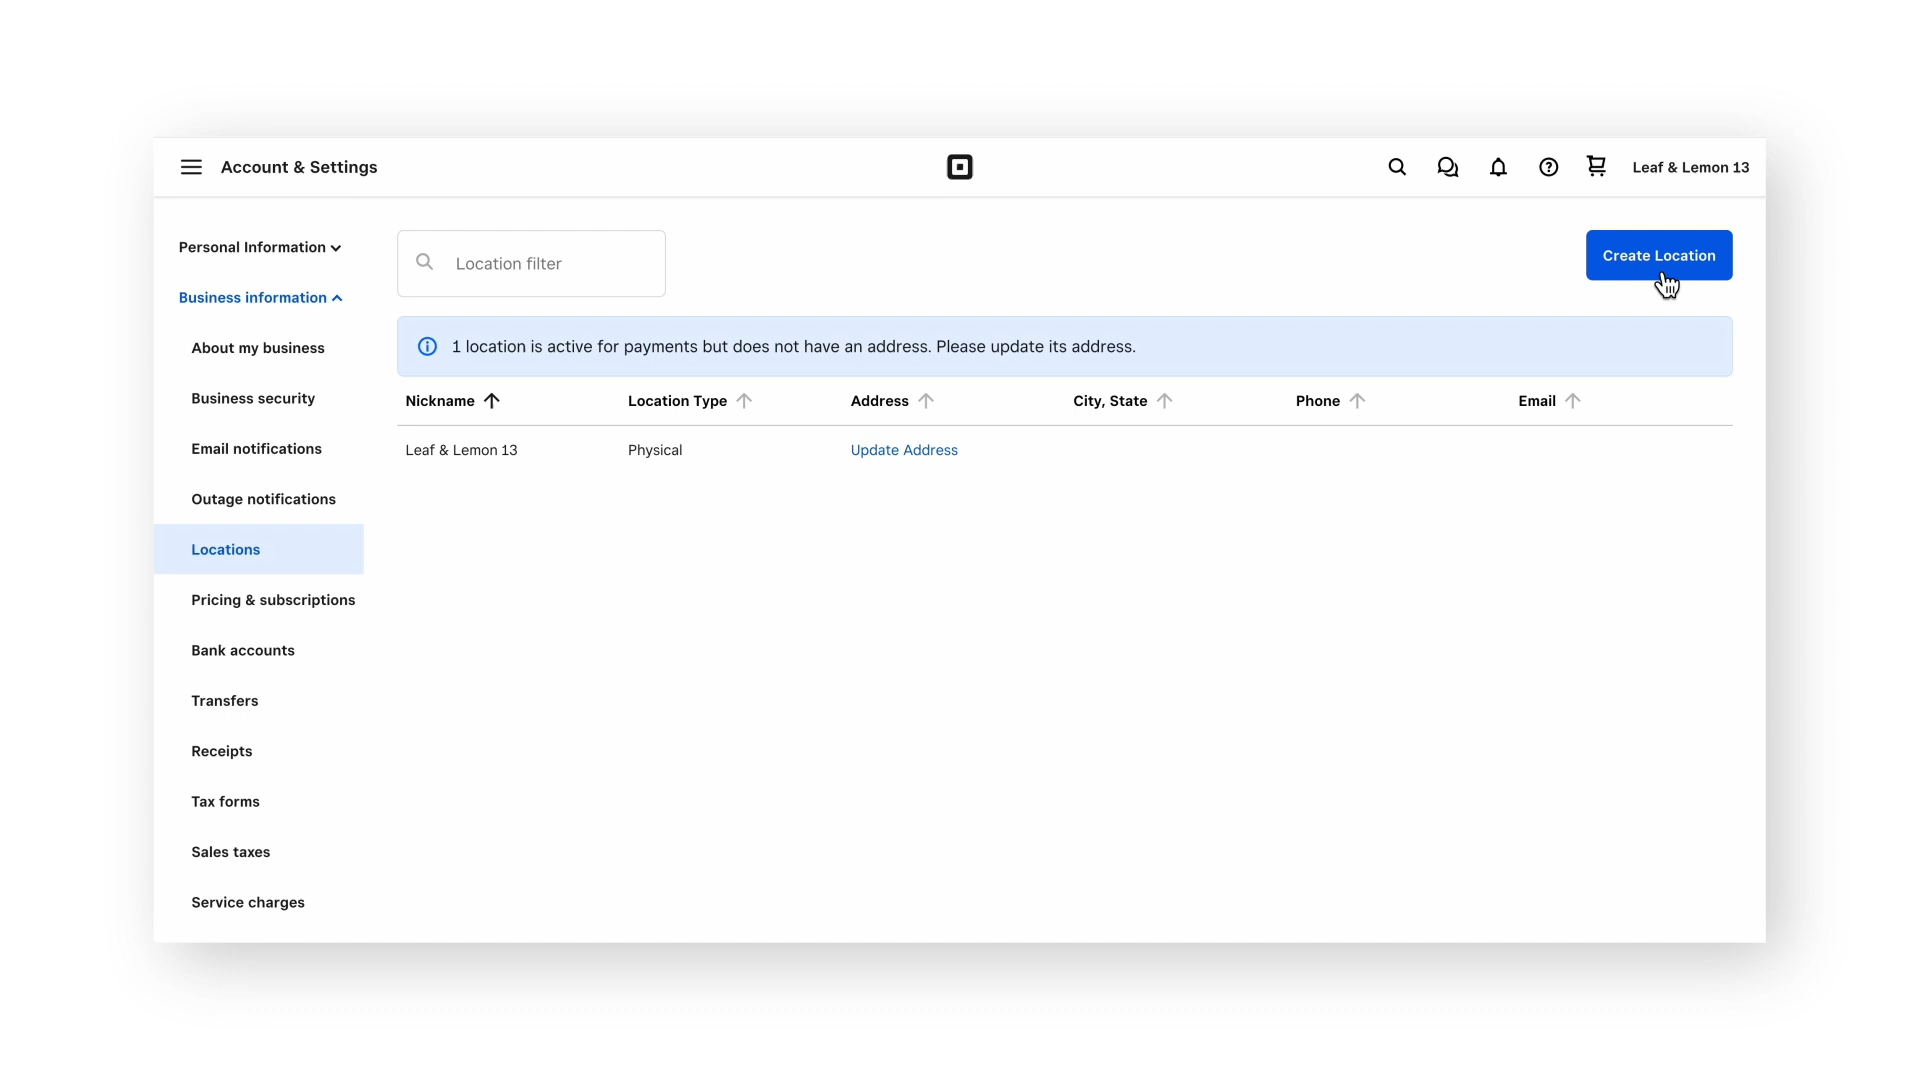 Account & Settings
Leaf & Lemon 13
Personal Information
Business information
About my business
Business security
Email notifications
Outage notifications
Locations
Pricing & subscriptions
Bank accounts
Transfers
Receipts
Tax forms
Sales taxes
Service charges
Location filter
Create Location
1 location is active for payments but does not have an address. Please update its address.
Nickname Location Type Address City, State Phone Email
Leaf & Lemon 13 Physical Update Address